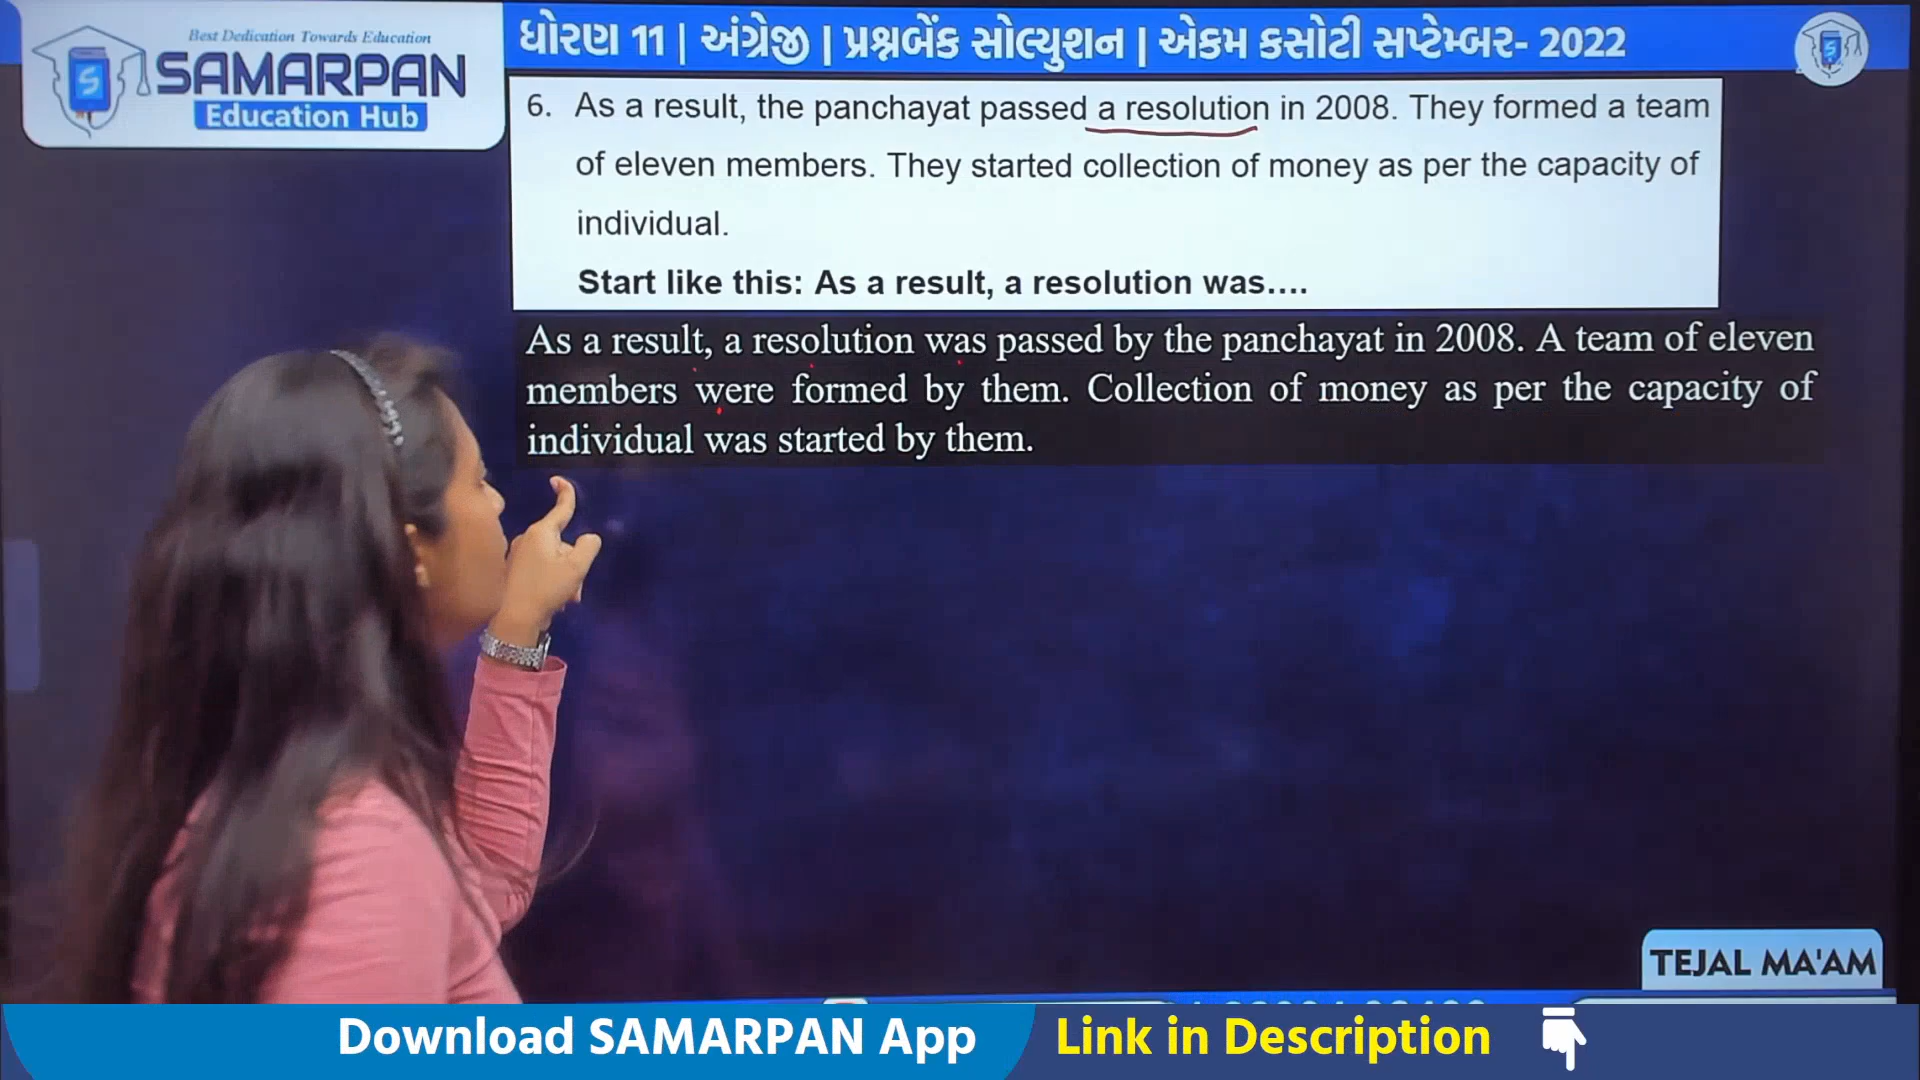 Best Dedication Towards Education
SAMARPAN
Education Hub
ધોરણ 11 | અંગ્રેજી | પ્રશ્નબેંક સોલ્યુશન | એકમ કસોટી સપ્ટેમ્બર- 2022
6. As a result, the panchayat passed a resolution in 2008. They formed a team
of eleven members. They started collection of money as per the capacity of
individual.
Start like this: As a result, a resolution was....
As a result, a resolution was passed by the panchayat in 2008. A team of eleven
members were formed by them. Collection of money as per the capacity of
individual was started by them.
TEJAL MA'AM
Download SAMARPAN App
Link in Description